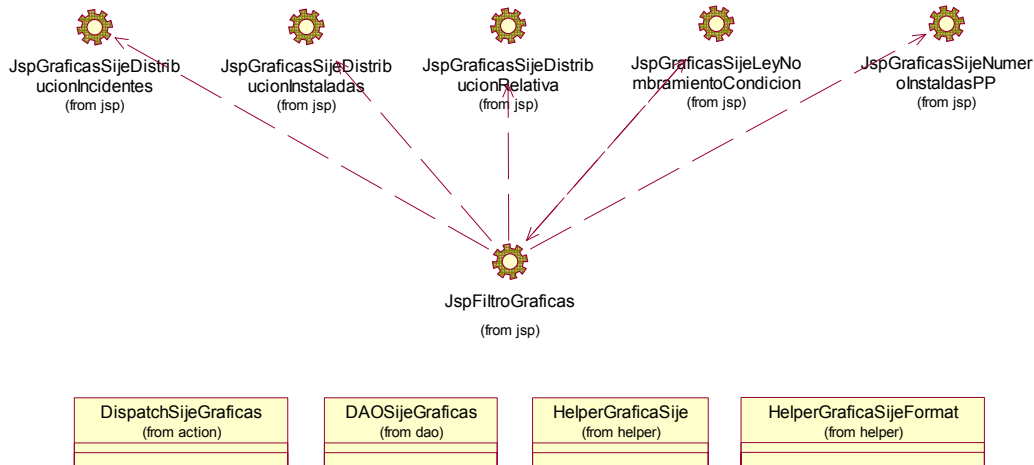 JspGraficasSijeDistrib
ucionIncidentes
(from jsp)
JspGraficasSijeDistrib
ucionInstaladas
(from jsp)
JspGraficasSijeDistrib
ucionRelativa
(from jsp)
JspGraficasSijeLeyNo
mbramientoCondicion
(from jsp)
JspGraficasSijeNumer
oInstaldasPP
(from jsp)
JspFiltroGraficas
(from jsp)
DispatchSijeGraficas
(from action)
DAOSijeGraficas
(from dao)
HelperGraficaSije
(from helper)
HelperGraficaSijeFormat
(from helper)